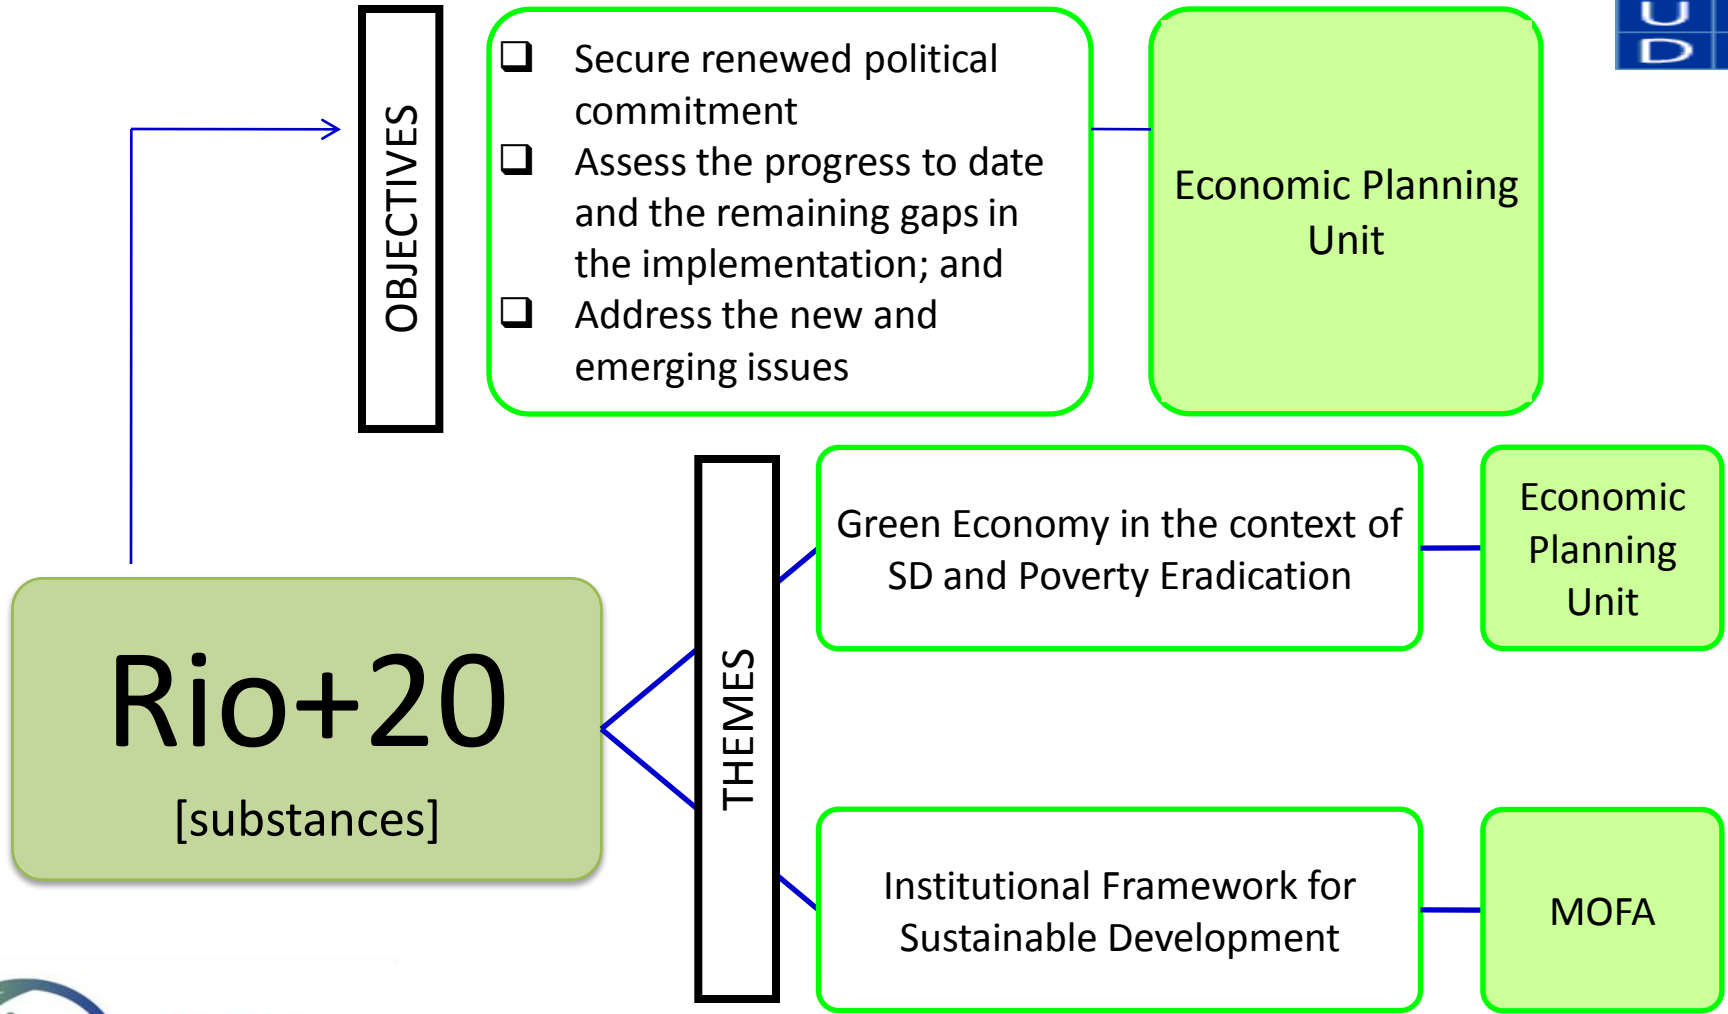 U
D
OBJECTIVES
❑ Secure renewed political
commitment
❑ Assess the progress to date
and the remaining gaps in
the implementation; and
❑ Address the new and
emerging issues
Economic Planning
Unit
Rio+20
[substances]
THEMES
Green Economy in the context of
SD and Poverty Eradication
Economic
Planning
Unit
Institutional Framework for
Sustainable Development
MOFA